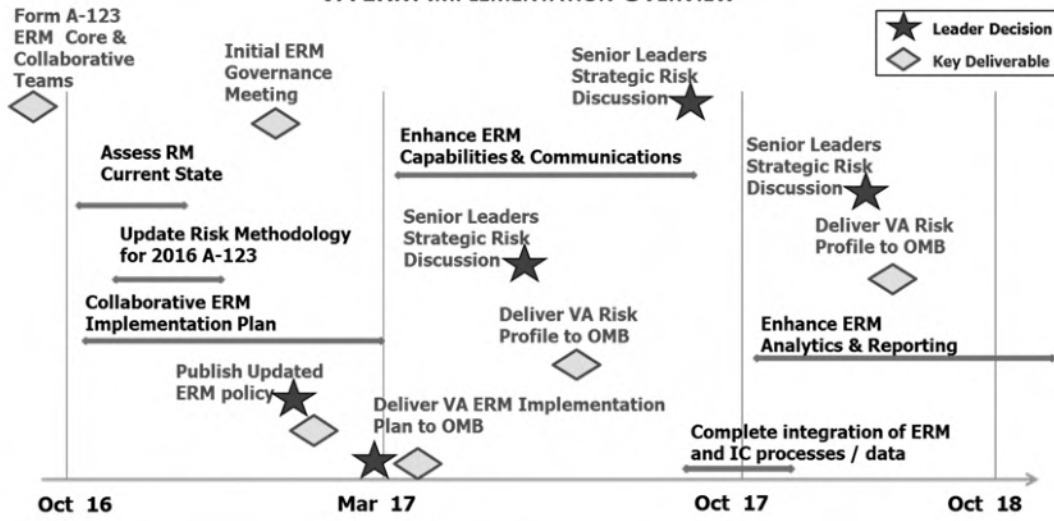 VA ERM IMPLEMENTATION OVERVIEW
Form A-123
ERM Core &
Collaborative
Teams
Initial ERM
Governance
Meeting
Senior Leaders
Strategic Risk
Discussion
Leader Decision
Key Deliverable
Assess RM
Current State
Enhance ERM
Capabilities & Communications
Senior Leaders
Strategic Risk
Discussion
Update Risk Methodology
for 2016 A-123
Senior Leaders
Strategic Risk
Discussion
Deliver VA Risk
Profile to OMB
Collaborative ERM
Implementation Plan
Deliver VA Risk
Profile to OMB
Enhance ERM
Analytics & Reporting
Publish Updated
ERM policy
Deliver VA ERM Implementation
Plan to OMB
Complete integration of ERM
and IC processes / data
Oct 16
Mar 17
Oct 17
Oct 18